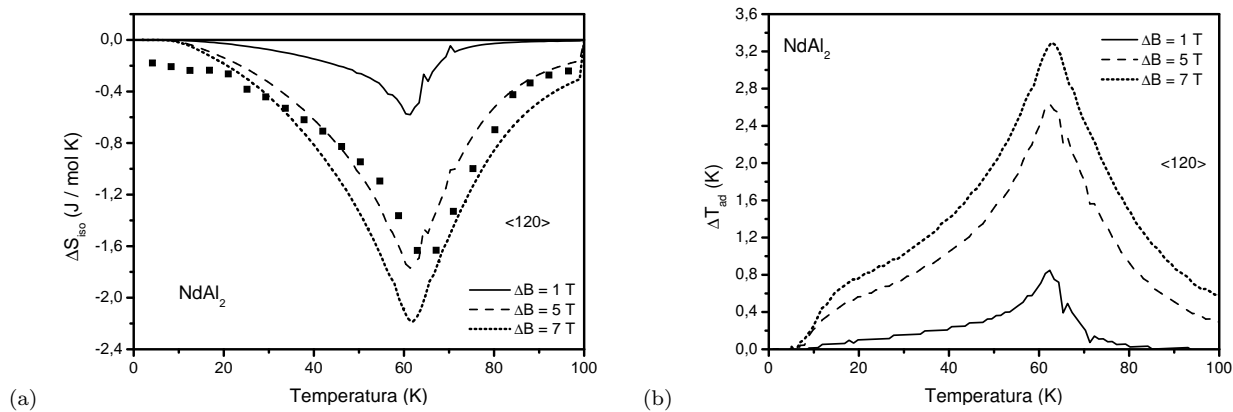 0,0
-0,4
-0,8
-1,2
-1,6
-2,0
-2,4
ΔS_iso (J / mol K)
<120>
NdAl₂
ΔB = 1 T
ΔB = 5 T
ΔB = 7 T
0 20 40 60 80 100
Temperatura (K)
(a)
3,6
3,2
2,8
2,4
2,0
1,6
1,2
0,8
0,4
0,0
ΔT_ad (K)
NdAl₂
ΔB = 1 T
ΔB = 5 T
ΔB = 7 T
<120>
0 20 40 60 80 100
Temperatura (K)
(b)